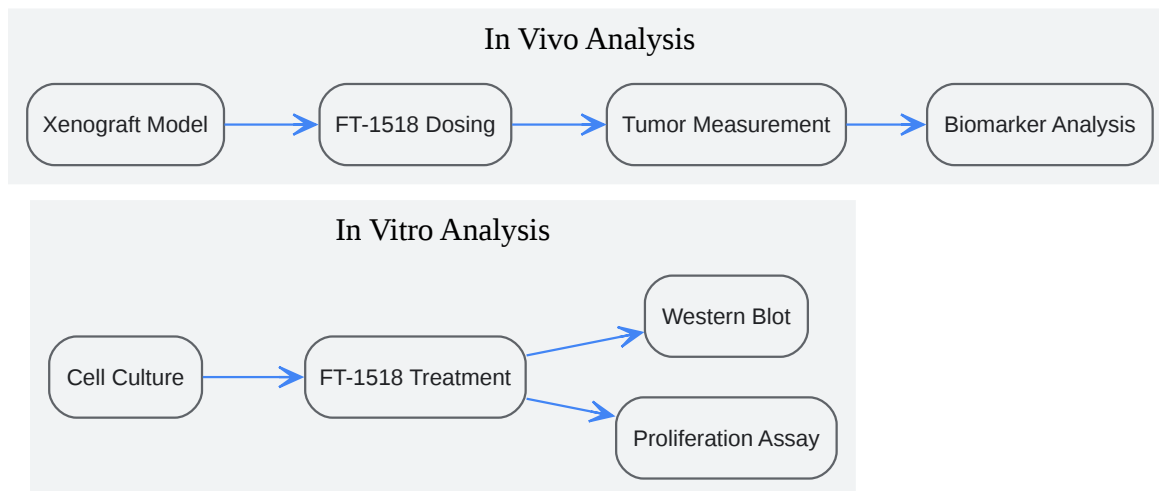 In Vivo Analysis
Xenograft Model
FT-1518 Dosing
Tumor Measurement
Biomarker Analysis
In Vitro Analysis
Cell Culture
FT-1518 Treatment
Western Blot
Proliferation Assay